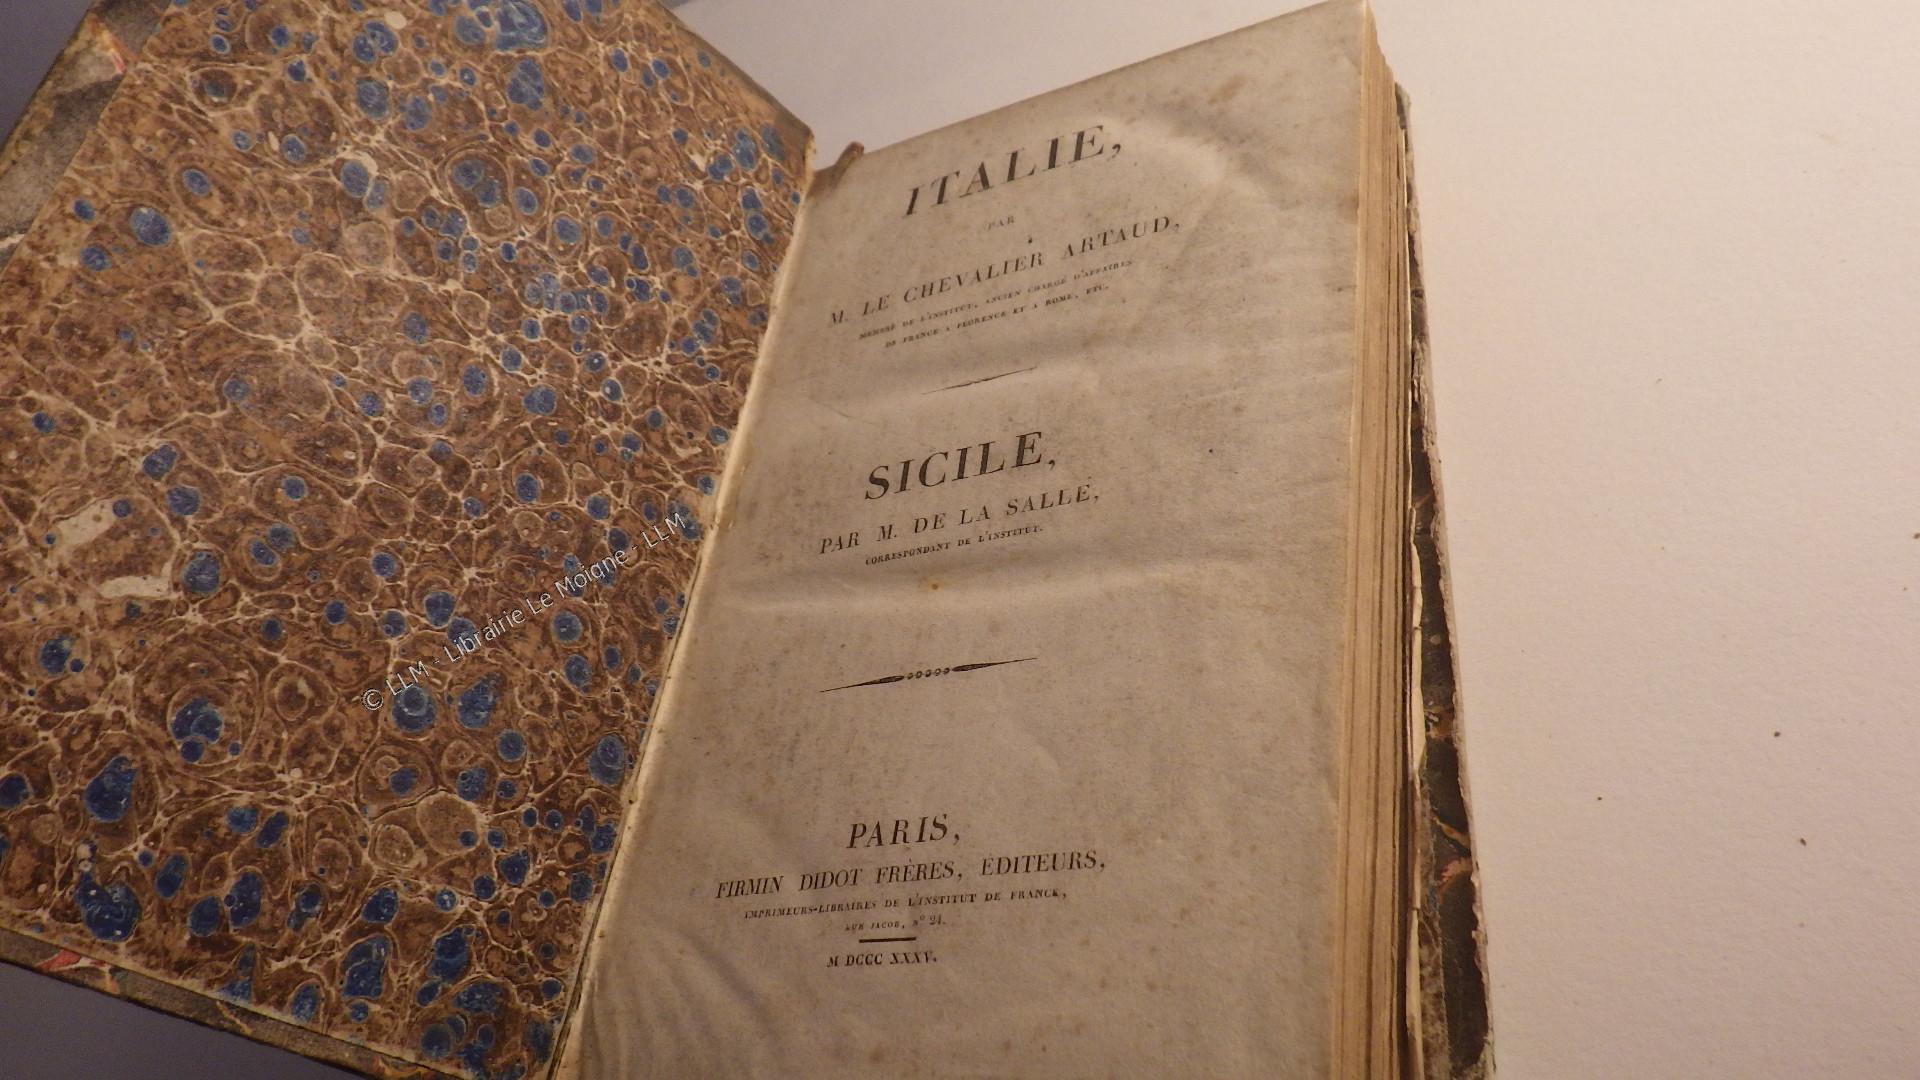 ITALIE,
PAR
M. LE CHEVALIER ARTAUD,
MEMBRE DE L'INSTITUT, ANCIEN CHARGÉ D'AFFAIRES
DE FRANCE A FLORENCE ET A ROME, ETC.
SICILE,
PAR M. DE LA SALLE,
CORRESPONDANT DE L'INSTITUT.
PARIS,
FIRMIN DIDOT FRÈRES, ÉDITEURS,
IMPRIMEURS-LIBRAIRES DE L'INSTITUT DE FRANCE,
RUE JACOB, N° 24.
M DCCC XXXV.
© LLM - Librairie Le Moigne - LLM